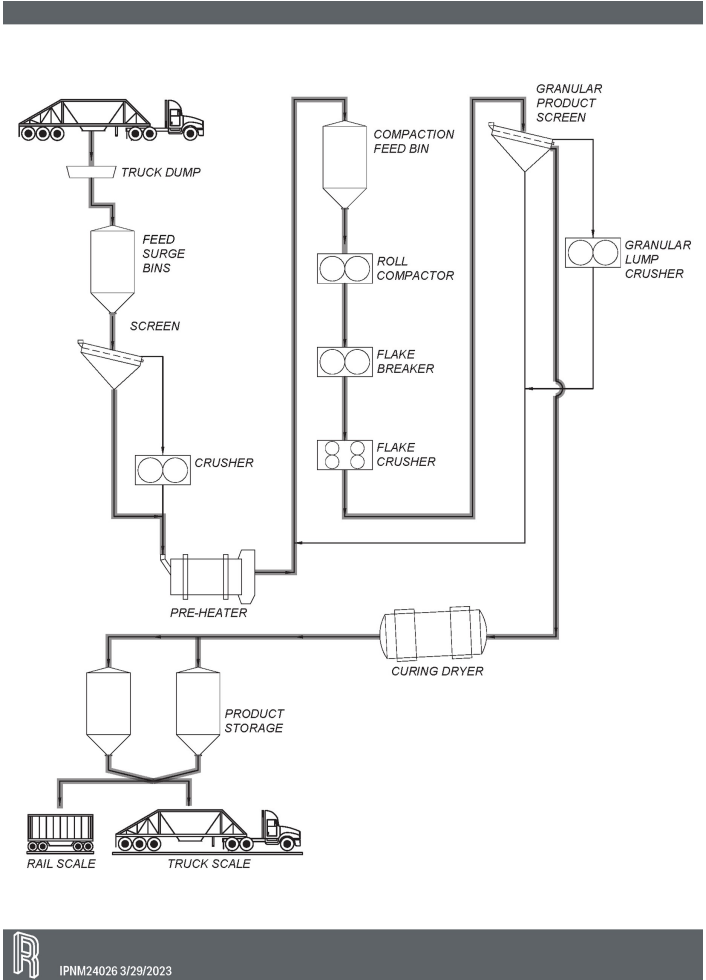 GRANULAR
PRODUCT
SCREEN
COMPACTION
FEED BIN
TRUCK DUMP
FEED
SURGE
BINS
GRANULAR
LUMP
CRUSHER
ROLL
COMPACTOR
SCREEN
FLAKE
BREAKER
FLAKE
CRUSHER
CRUSHER
PRE-HEATER
CURING DRYER
PRODUCT
STORAGE
RAIL SCALE
TRUCK SCALE
R
IPNM24026 3/29/2023